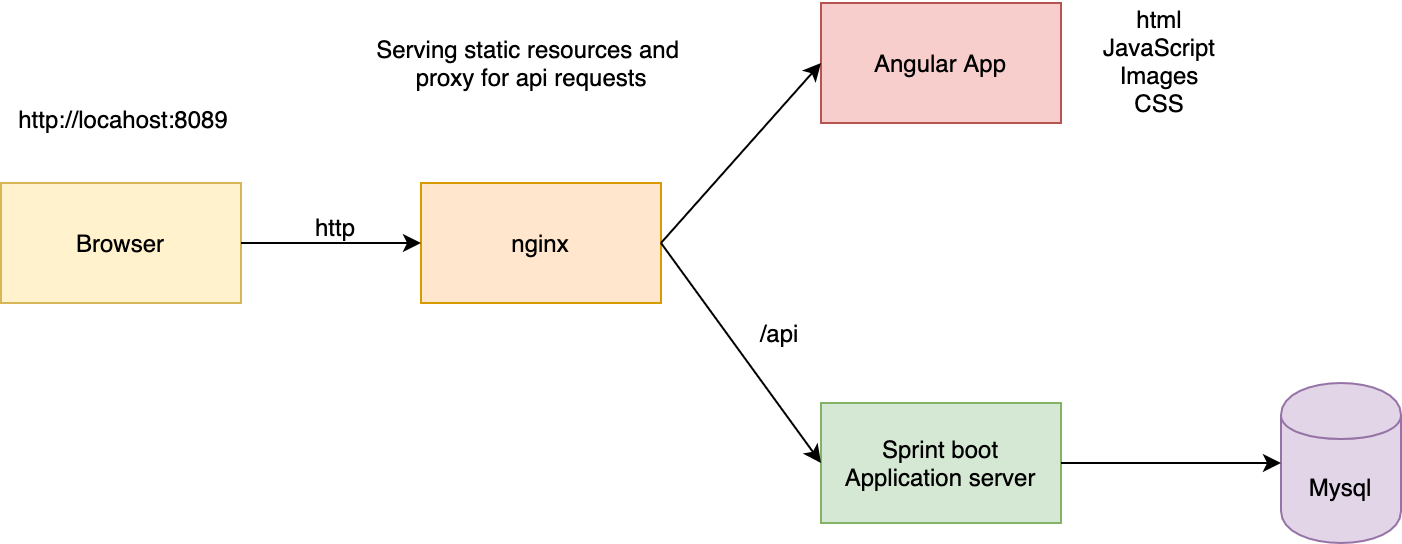 Serving static resources and
proxy for api requests
Angular App
html
JavaScript
Images
CSS
http://locahost:8089
Browser
http
nginx
/api
Sprint boot
Application server
Mysql